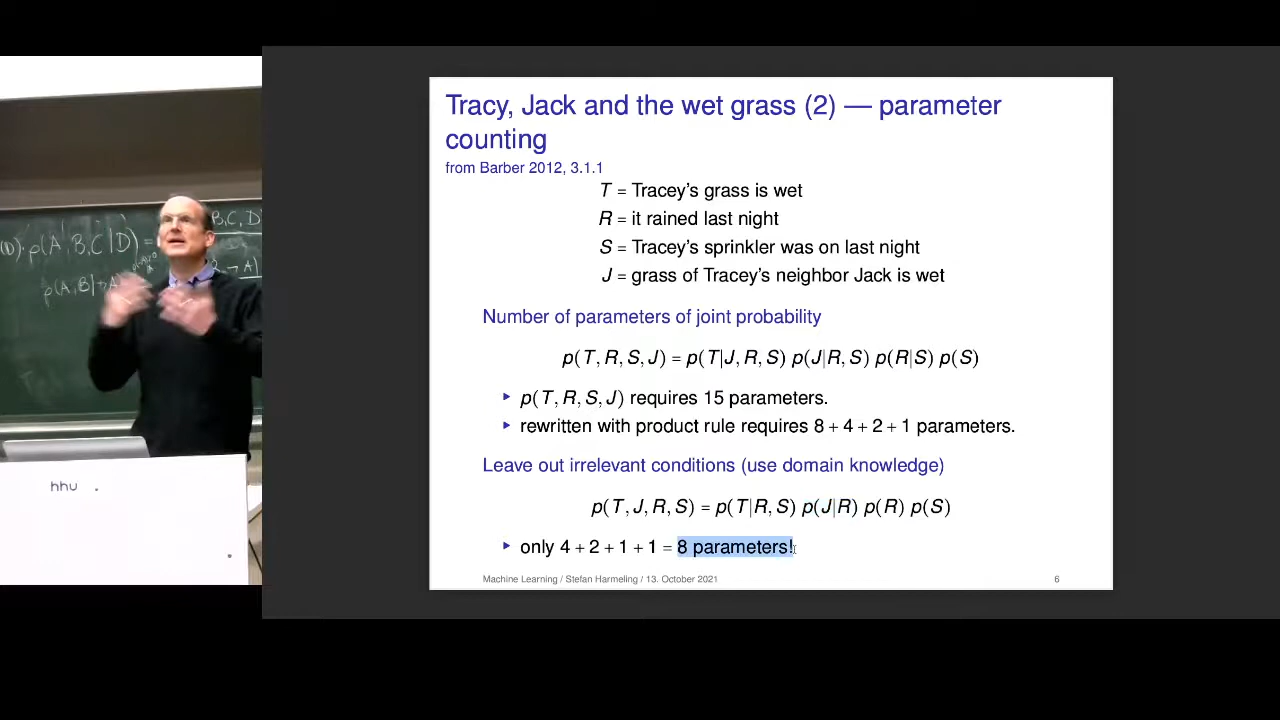 Tracy, Jack and the wet grass (2) — parameter
counting
from Barber 2012, 3.1.1
T = Tracey's grass is wet
R = it rained last night
S = Tracey's sprinkler was on last night
J = grass of Tracey's neighbor Jack is wet
Number of parameters of joint probability
p(T, R, S, J) = p(T|J, R, S) p(J|R, S) p(R|S) p(S)
▸ p(T, R, S, J) requires 15 parameters.
▸ rewritten with product rule requires 8 + 4 + 2 + 1 parameters.
Leave out irrelevant conditions (use domain knowledge)
p(T, J, R, S) = p(T|R, S) p(J|R) p(R) p(S)
▸ only 4 + 2 + 1 + 1 = 8 parameters!
Machine Learning / Stefan Harmeling / 13. October 2021 6
p(A, B, C | D) = B, C, D)
p(A, B|
hhu .